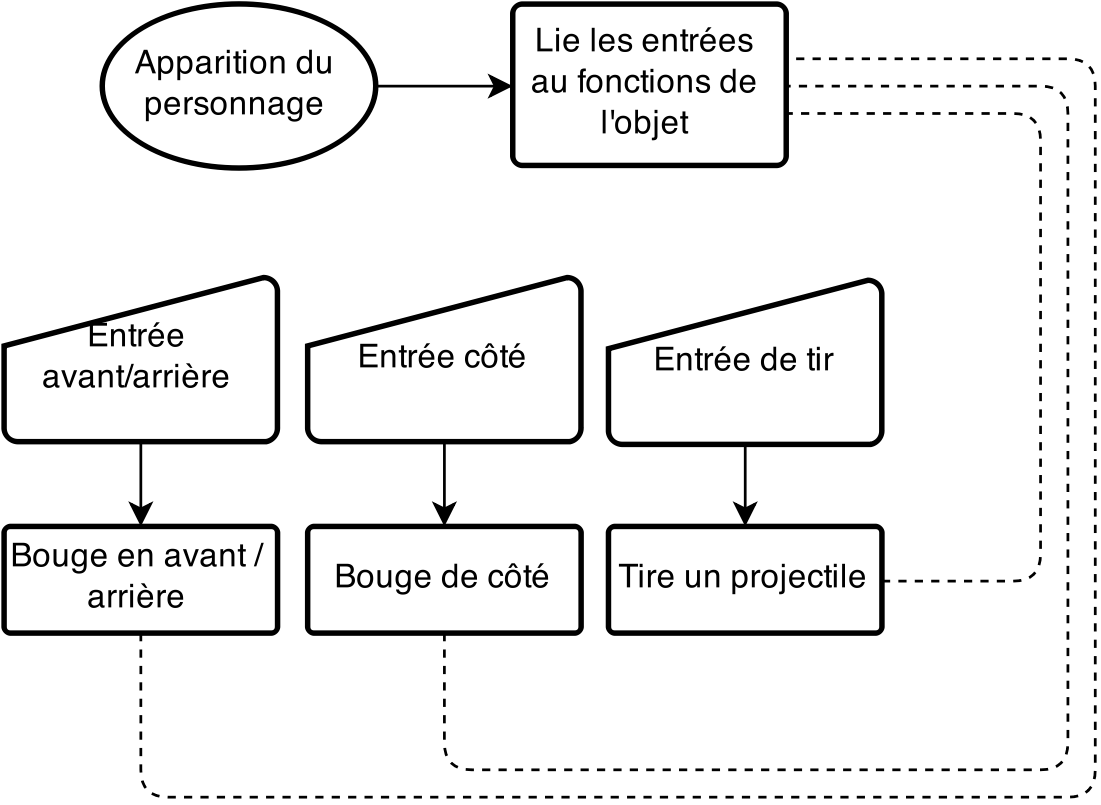 Apparition du
personnage
Lie les entrées
au fonctions de
l'objet
Entrée
avant/arrière
Entrée côté
Entrée de tir
Bouge en avant /
arrière
Bouge de côté
Tire un projectile